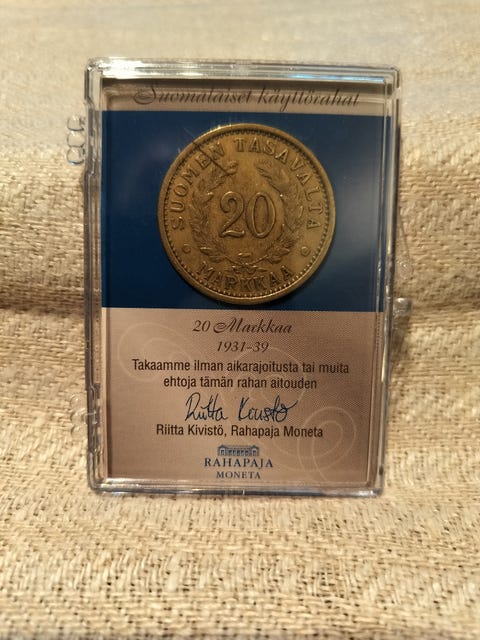 Suomalaiset käyttörahat
SUOMEN TASAVALTA
20
MARKKAA
20 Markkaa
1931-39
Takaamme ilman aikarajoitusta tai muita
ehtoja tämän rahan aitouden
Riitta Kivistö
Riitta Kivistö, Rahapaja Moneta
RAHAPAJA
MONETA